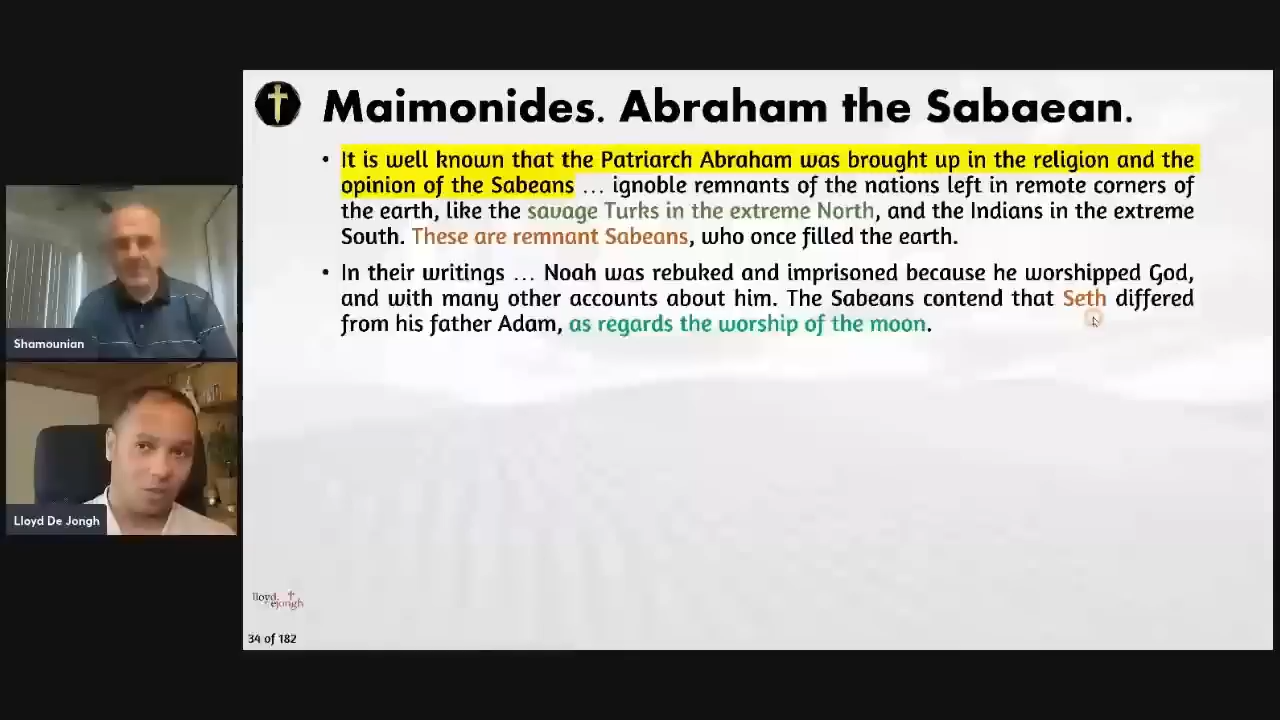 Maimonides. Abraham the Sabaean.
• It is well known that the Patriarch Abraham was brought up in the religion and the
opinion of the Sabeans … ignoble remnants of the nations left in remote corners of
the earth, like the savage Turks in the extreme North, and the Indians in the extreme
South. These are remnant Sabeans, who once filled the earth.
• In their writings … Noah was rebuked and imprisoned because he worshipped God,
and with many other accounts about him. The Sabeans contend that Seth differed
from his father Adam, as regards the worship of the moon.
Shamounian
Lloyd De Jongh
lloyd
ejongh
34 of 182